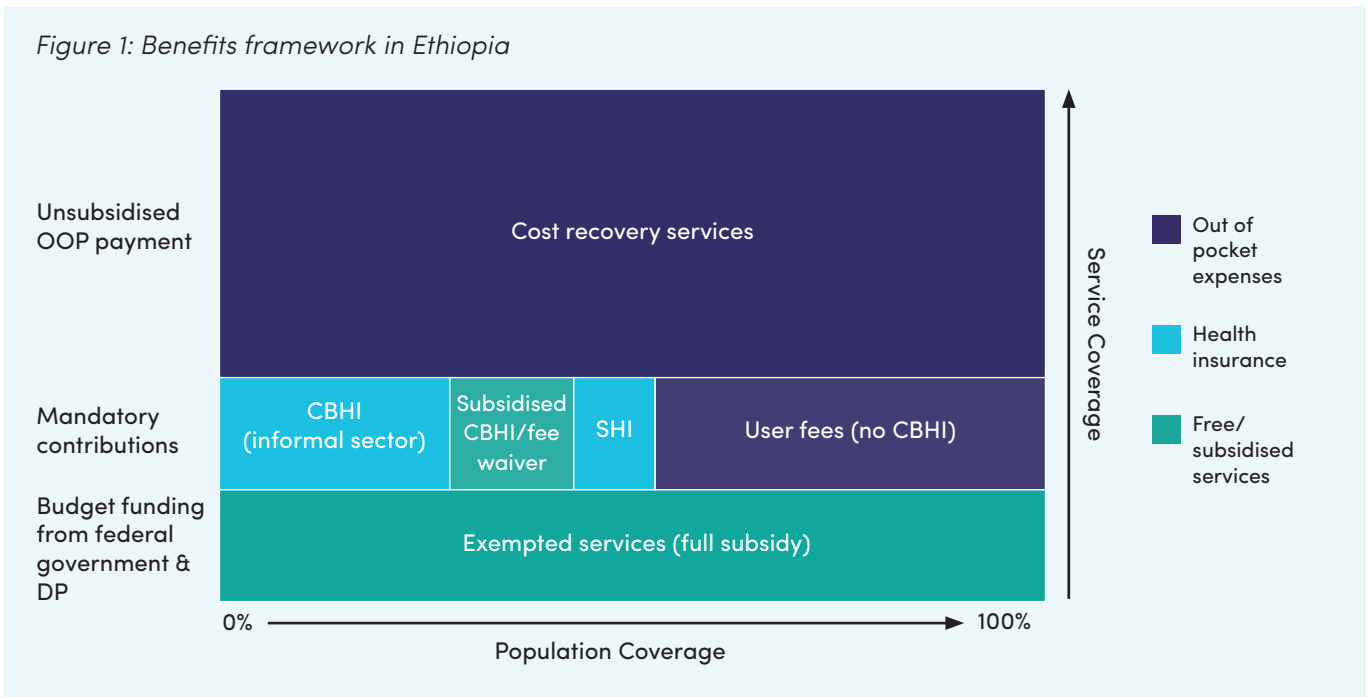 Figure 1: Benefits framework in Ethiopia
Unsubsidised
OOP payment
Cost recovery services
Mandatory
contributions
CBHI
(informal sector)
Subsidised
CBHI/fee
waiver
SHI
User fees (no CBHI)
Budget funding
from federal
government &
DP
Exempted services (full subsidy)
0%
100%
Population Coverage
Service Coverage
Out of
pocket
expenses
Health
insurance
Free/
subsidised
services